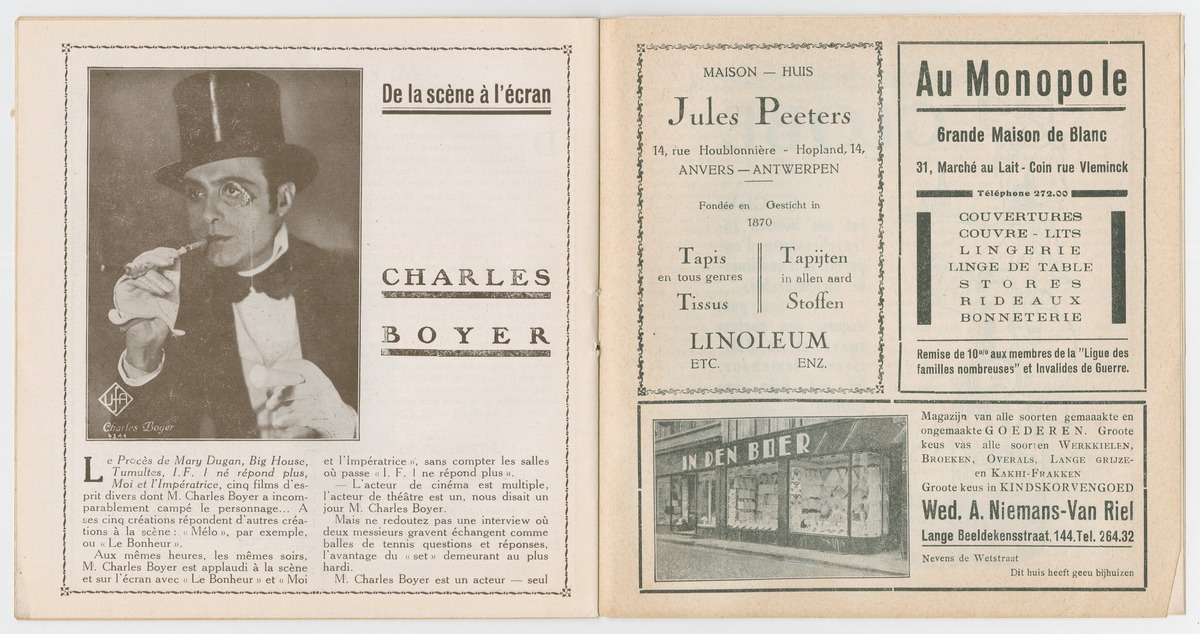 De la scène à l'écran
CHARLES
BOYER
UFA
Charles Boyer
Le Procès de Mary Dugan, Big House,
Tumultes, I.F. I né répond plus,
Moi et l'Impératrice, cinq films d'es-
prit divers dont M. Charles Boyer a incom-
parablement campé le personnage... A
ses cinq créations répondent d'autres créa-
tions à la scène : « Mélo », par exemple,
ou « Le Bonheur ».
Aux mêmes heures, les mêmes soirs,
M. Charles Boyer est applaudi à la scène
et sur l'écran avec « Le Bonheur » et « Moi
et l'Impératrice », sans compter les salles
où passe « I. F. I ne répond plus ».
— L'acteur de cinéma est multiple,
l'acteur de théâtre est un, nous disait un
jour M. Charles Boyer.
Mais ne redoutez pas une interview où
deux messieurs gravent échangent comme
balles de tennis questions et réponses,
l'avantage du « set » demeurant au plus
hardi.
M. Charles Boyer est un acteur — seul
MAISON — HUIS
Jules Peeters
14, rue Houblonnière - Hopland, 14,
ANVERS — ANTWERPEN
Fondée en Gesticht in
1870
Tapis Tapijten
en tous genres in allen aard
Tissus Stoffen
LINOLEUM
ETC. ENZ.
Au Monopole
Grande Maison de Blanc
31, Marché au Lait - Coin rue Vleminck
Téléphone 272.00
COUVERTURES
COUVRE - LITS
LINGERIE
LINGE DE TABLE
STORES
RIDEAUX
BONNETERIE
Remise de 10 o/o aux membres de la "Ligue des
familles nombreuses" et Invalides de Guerre.
IN DEN BOER
Magazijn van alle soorten gemaaakte en
ongemaakte GOEDEREN. Groote
keus vas alle soorten WERKKIELEN,
BROEKEN, OVERALS, LANGE GRIJZE-
en KAKHI-FRAKKEN
Groote keus in KINDSKORVENGOED
Wed. A. Niemans-Van Riel
Lange Beeldekensstraat, 144. Tel. 264,32
Nevens de Wetstraat
Dit huis heeft geeu bijhuizen